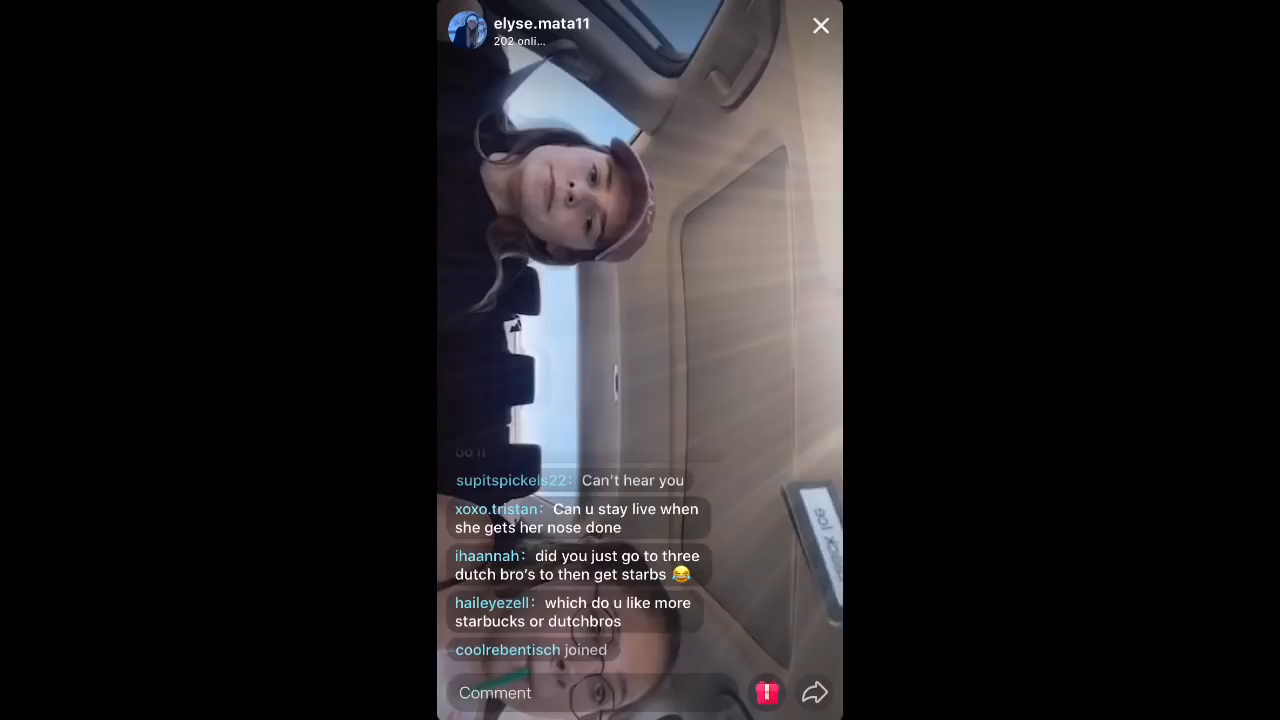 elyse.mata11
202 onli...
supitspickels22: Can't hear you
xoxo.tristan: Can u stay live when
she gets her nose done
ihaannah: did you just go to three
dutch bro's to then get starbs 😂
haileyezell: which do u like more
starbucks or dutchbros
coolrebentisch joined
Comment